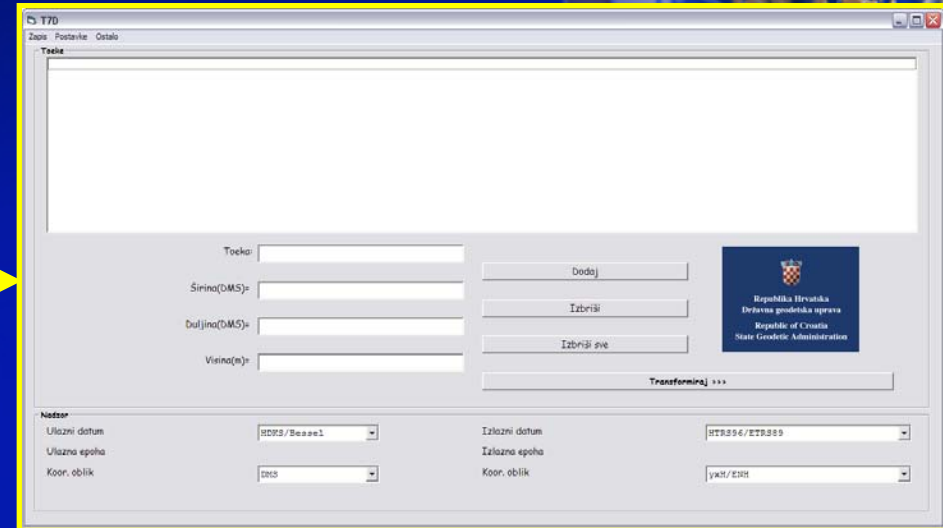 T7D
Zapis Postavke Ostalo
Toeke
Toeka:
Širina(DMS)=
Duljina(DMS)=
Visina(m)=
Dodaj
Izbriši
Izbriši sve
Republika Hrvatska
Državna geodetska uprava
Republic of Croatia
State Geodetic Administration
Transformiraj >>>
Nadzor
Ulazni datum HDKS/Bessel Izlazni datum HTRS96/ETRS89
Ulazna epoha Izlazna epoha
Koor. oblik DMS Koor. oblik yxH/ENH